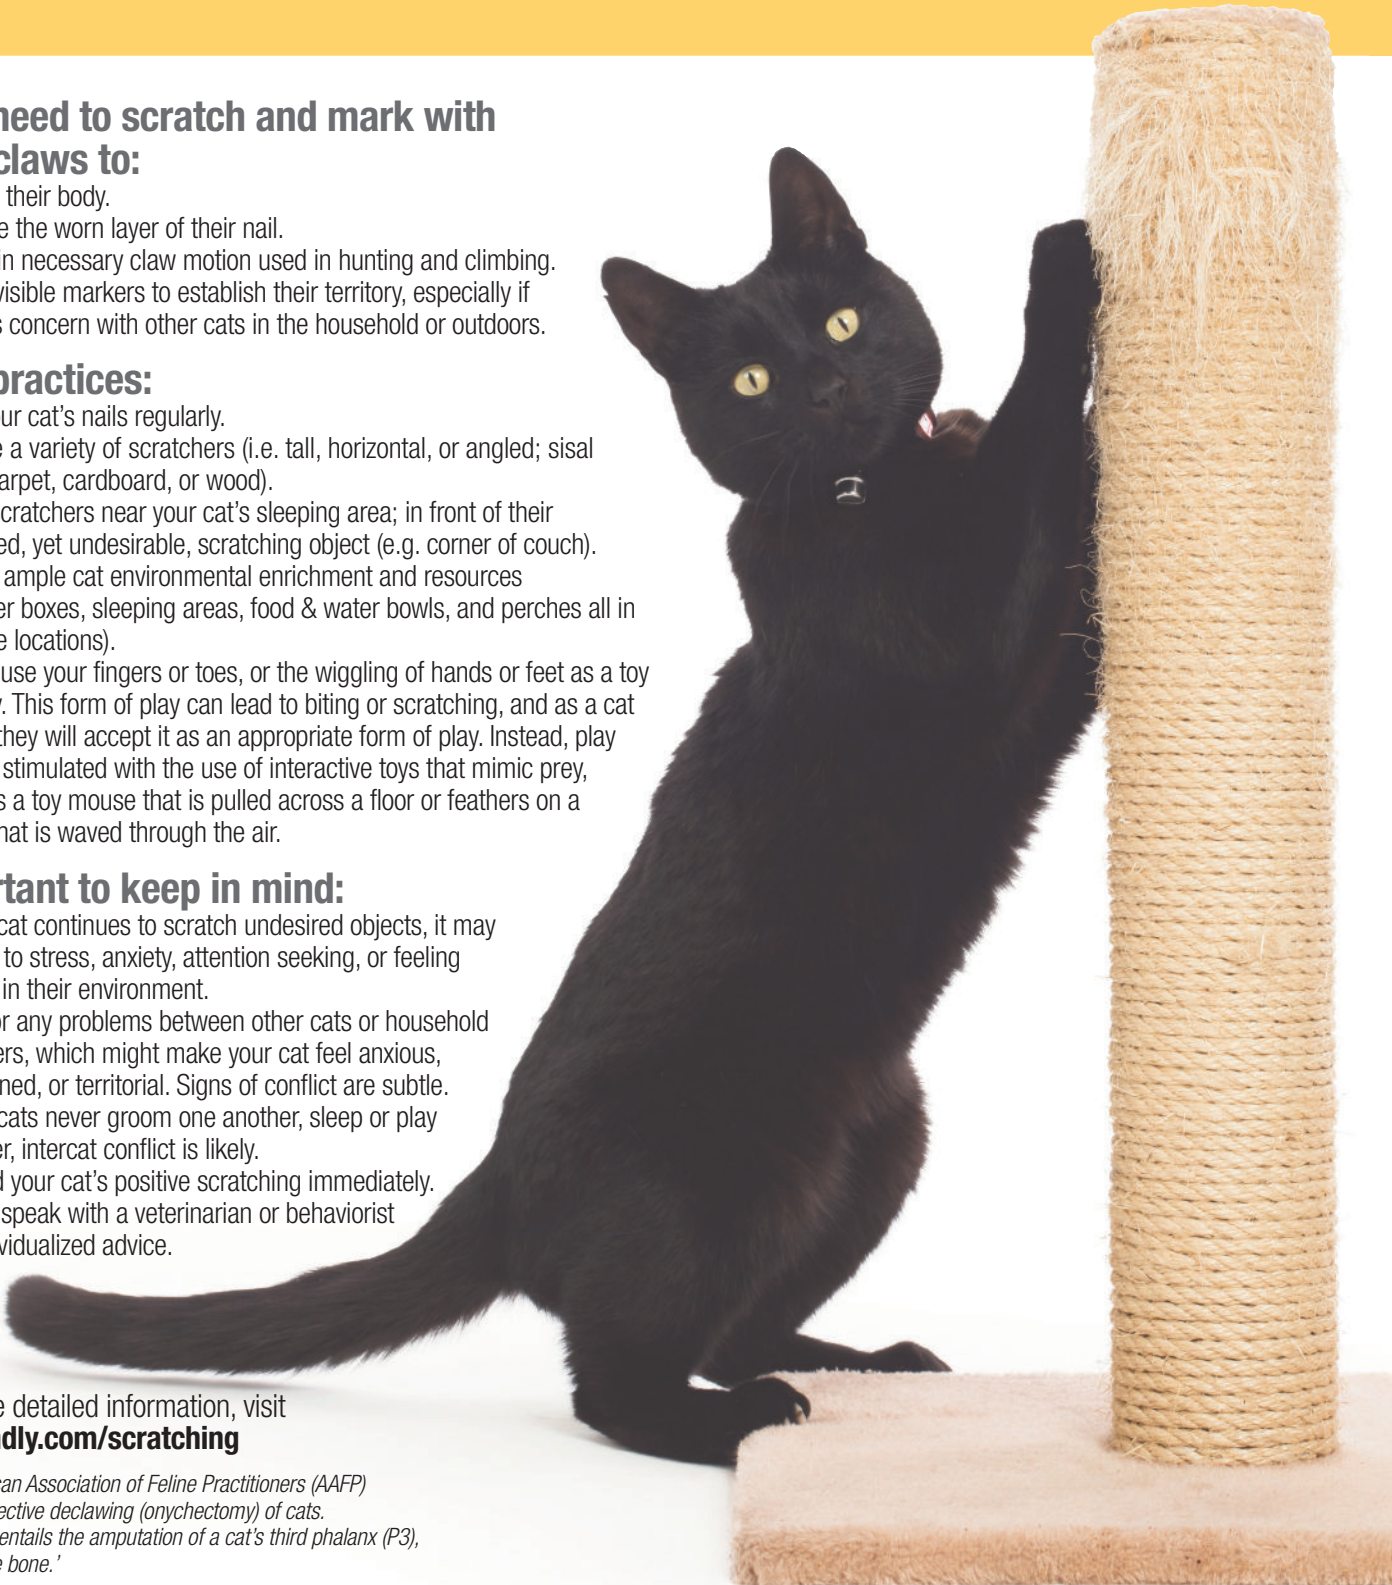 need to scratch and mark with
claws to:
their body.
e the worn layer of their nail.
in necessary claw motion used in hunting and climbing.
visible markers to establish their territory, especially if
s concern with other cats in the household or outdoors.
practices:
ur cat’s nails regularly.
e a variety of scratchers (i.e. tall, horizontal, or angled; sisal
arpet, cardboard, or wood).
cratchers near your cat’s sleeping area; in front of their
ed, yet undesirable, scratching object (e.g. corner of couch).
ample cat environmental enrichment and resources
er boxes, sleeping areas, food & water bowls, and perches all in
e locations).
use your fingers or toes, or the wiggling of hands or feet as a toy
. This form of play can lead to biting or scratching, and as a cat
they will accept it as an appropriate form of play. Instead, play
stimulated with the use of interactive toys that mimic prey,
s a toy mouse that is pulled across a floor or feathers on a
hat is waved through the air.
rtant to keep in mind:
cat continues to scratch undesired objects, it may
to stress, anxiety, attention seeking, or feeling
in their environment.
or any problems between other cats or household
ers, which might make your cat feel anxious,
ned, or territorial. Signs of conflict are subtle.
cats never groom one another, sleep or play
er, intercat conflict is likely.
d your cat’s positive scratching immediately.
speak with a veterinarian or behaviorist
vidualized advice.
e detailed information, visit
ndly.com/scratching
can Association of Feline Practitioners (AAFP)
ective declawing (onychectomy) of cats.
entails the amputation of a cat’s third phalanx (P3),
e bone.’